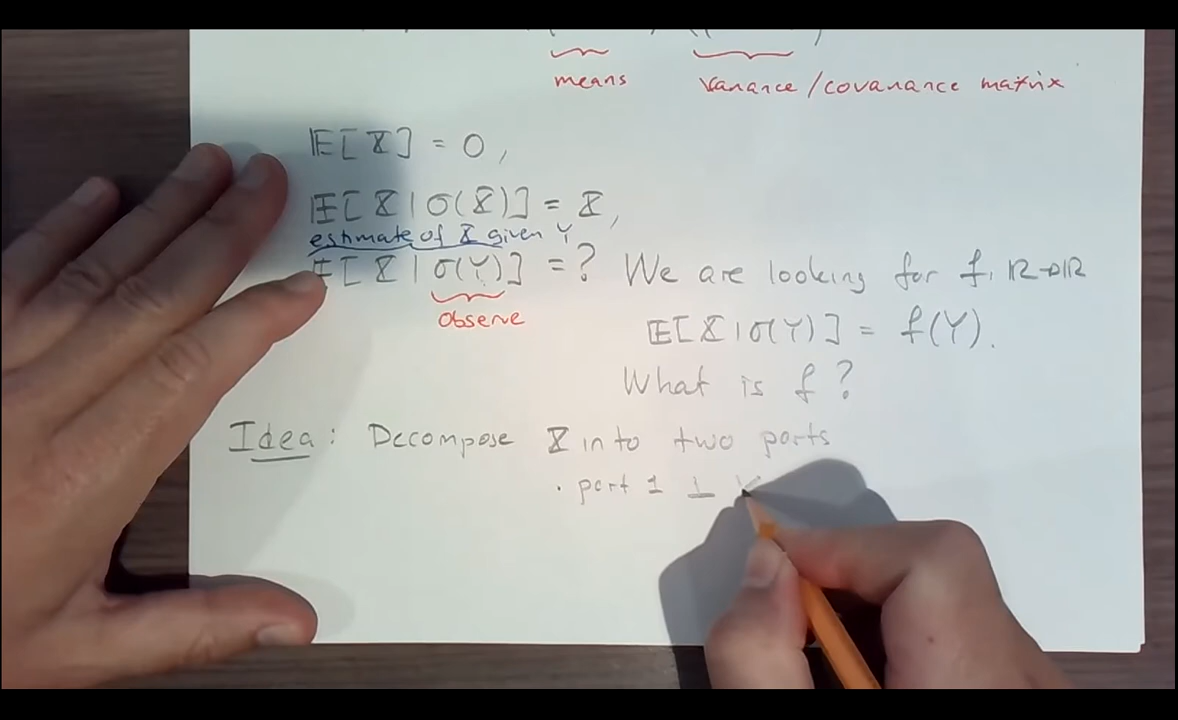 means variance/covariance matrix
𝔼[X] = 0,
𝔼[X|σ(X)] = X,
estimate of X given Y
𝔼[X|σ(Y)] = ? We are looking for f: ℝ→ℝ
observe
𝔼[X|σ(Y)] = f(Y).
What is f?
Idea: Decompose X into two parts
· part 1 ⊥